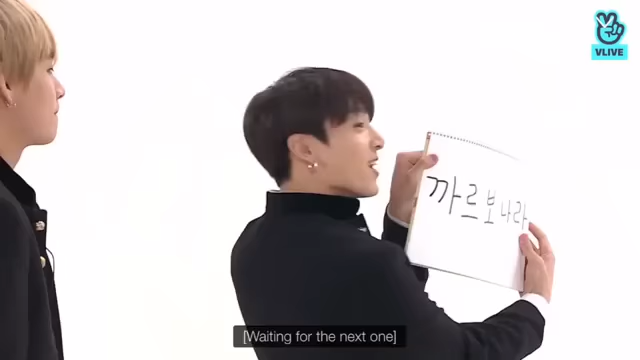 VLIVE
까르보나라
[Waiting for the next one]